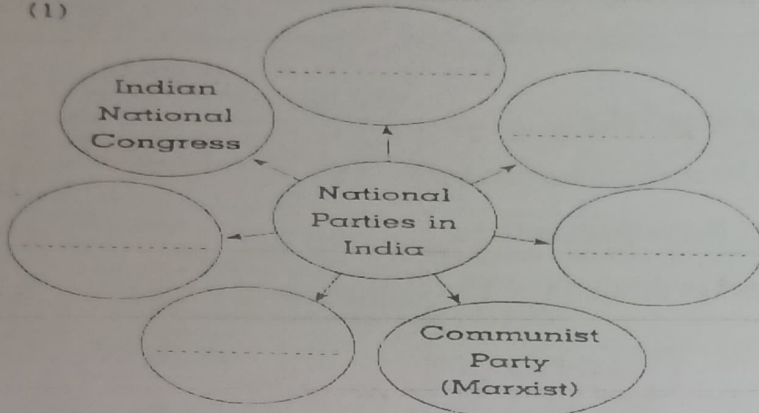 (1)
Indian
National
Congress
National
Parties in
India
Communist
Party
(Marxist)